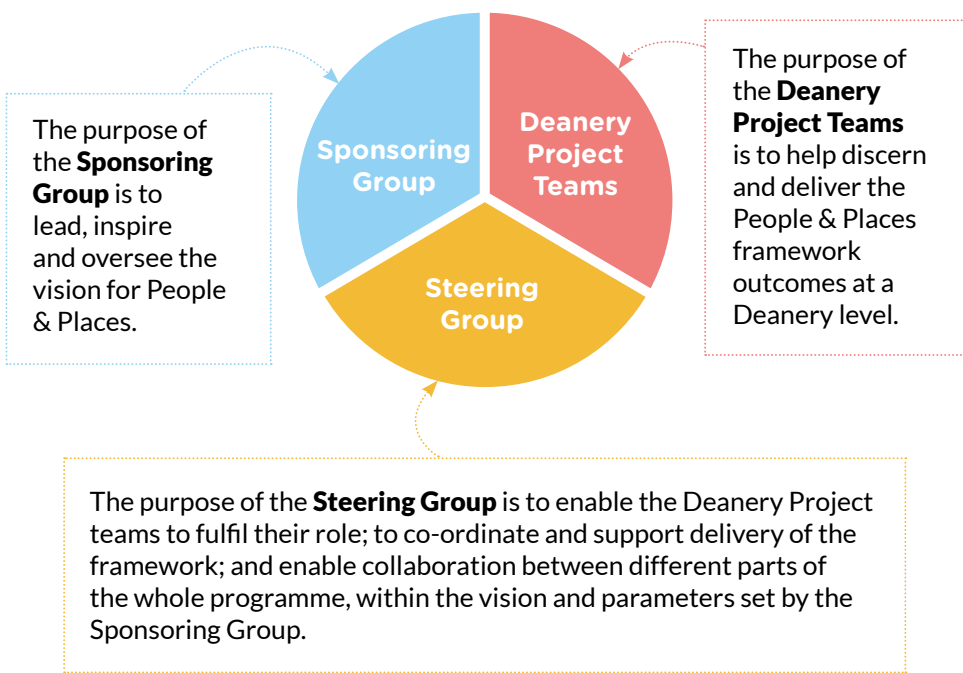 The purpose of
the Sponsoring
Group is to
lead, inspire
and oversee the
vision for People
& Places.
Sponsoring
Group
Deanery
Project
Teams
The purpose of
the Deanery
Project Teams
is to help discern
and deliver the
People & Places
framework
outcomes at a
Deanery level.
Steering
Group
The purpose of the Steering Group is to enable the Deanery Project
teams to fulfil their role; to co-ordinate and support delivery of the
framework; and enable collaboration between different parts of
the whole programme, within the vision and parameters set by the
Sponsoring Group.